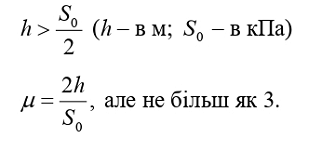 h > S₀/2 (h – в м; S₀ – в кПа)
μ = 2h/S₀, але не більш як 3.